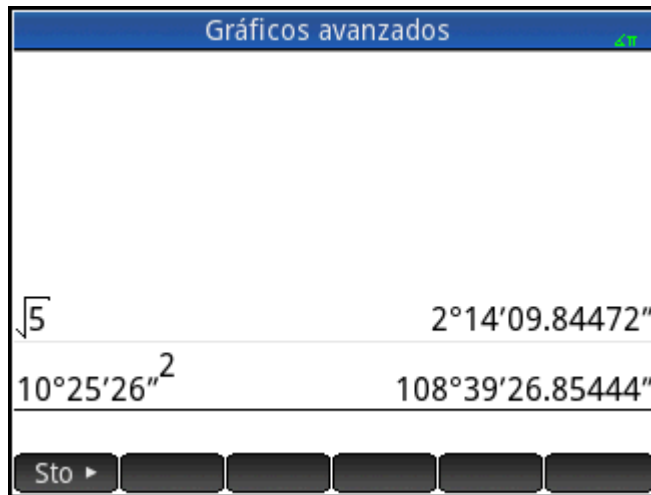 Gráficos avanzados
∡π
√5 2°14′09.84472″
10°25′26″² 108°39′26.85444″
Sto ►